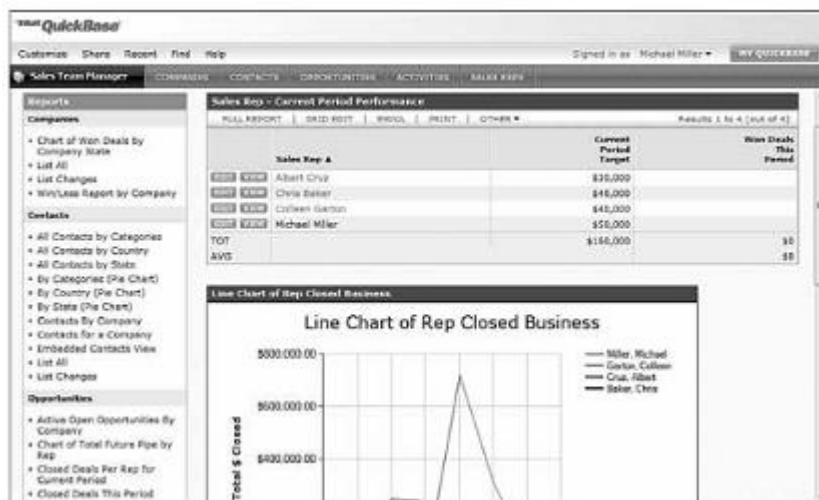 Intuit QuickBase
Customize Share Recent Find Help
Signed in as Michael Miller ▾ MY QUICKBASE
Sales Team Manager COMPANIES CONTACTS OPPORTUNITIES ACTIVITIES SALES REPS
Reports
Companies
• Chart of Won Deals by
Company State
• List All
• List Changes
• Win/Loss Report by Company
Contacts
• All Contacts by Categories
• All Contacts by Country
• All Contacts by State
• By Categories (Pie Chart)
• By Country (Pie Chart)
• By State (Pie Chart)
• Contacts By Company
• Contacts for a Company
• Embedded Contacts View
• List All
• List Changes
Opportunities
• Active Open Opportunities By
Company
• Chart of Total Future Pipe by
Rep
• Closed Deals Per Rep for
Current Period
• Closed Deals This Period
Sales Rep - Current Period Performance
FULL REPORT | GRID EDIT | EMAIL | PRINT | OTHER ▾ Results 1 to 4 (out of 4)
Sales Rep ▲ Current Period Target Won Deals This Period
EDIT VIEW Albert Cruz $30,000
EDIT VIEW Chris Baker $40,000
EDIT VIEW Colleen Garton $40,000
EDIT VIEW Michael Miller $50,000
TOT $160,000 $0
AVG $0
Line Chart of Rep Closed Business
Line Chart of Rep Closed Business
$800,000.00
$600,000.00
$400,000.00
Total $ Closed
Miller, Michael
Garton, Colleen
Cruz, Albert
Baker, Chris